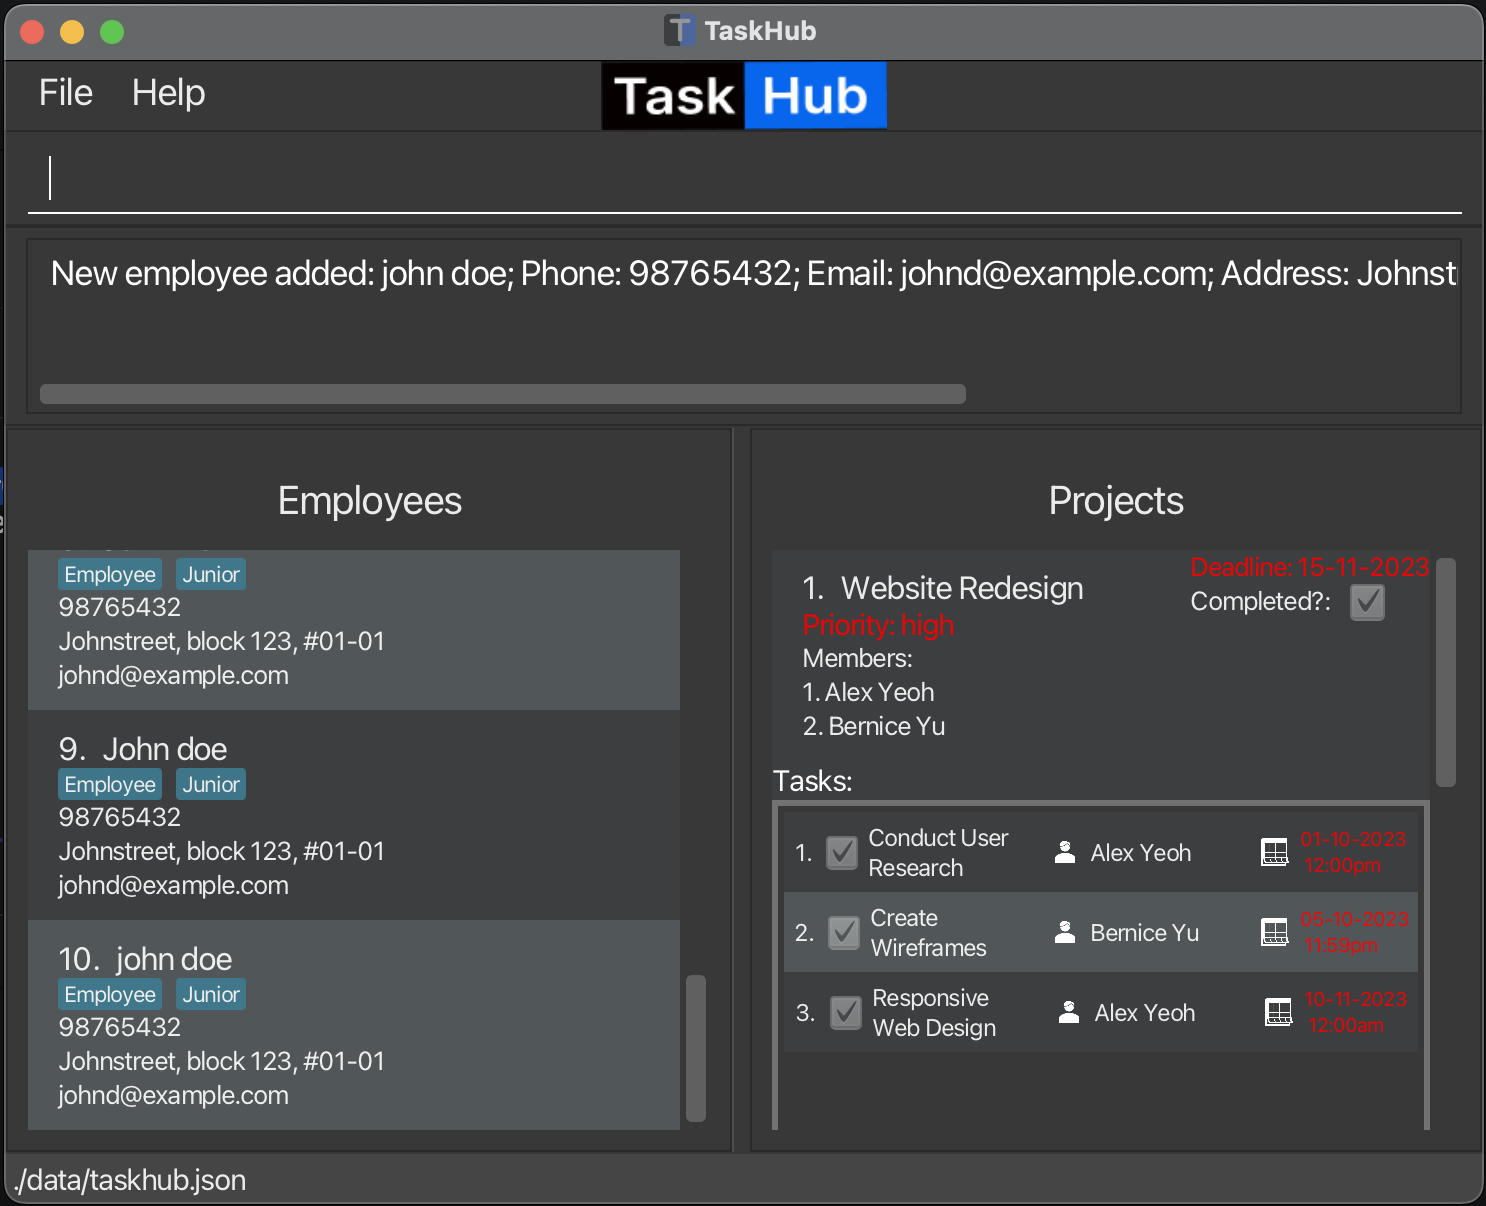 TaskHub
File Help
Task Hub
New employee added: john doe; Phone: 98765432; Email: johnd@example.com; Address: Johnst
Employees
Employee Junior
98765432
Johnstreet, block 123, #01-01
johnd@example.com
9. John doe
Employee Junior
98765432
Johnstreet, block 123, #01-01
johnd@example.com
10. john doe
Employee Junior
98765432
Johnstreet, block 123, #01-01
johnd@example.com
Projects
Deadline: 15-11-2023
1. Website Redesign
Completed?:
Priority: high
Members:
1. Alex Yeoh
2. Bernice Yu
Tasks:
1. Conduct User
Research
Alex Yeoh
01-10-2023
12:00pm
2. Create
Wireframes
Bernice Yu
05-10-2023
11:59pm
3. Responsive
Web Design
Alex Yeoh
10-11-2023
12:00am
./data/taskhub.json